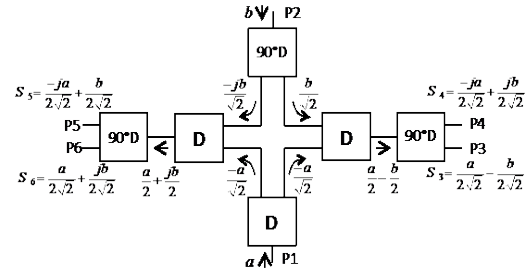 b P2
90°D
-jb/√2 b/√2
S₅=-ja/2√2+b/2√2
S₄=-ja/2√2+jb/2√2
P5 90°D D D 90°D P4
P6 P3
S₆=a/2√2+jb/2√2 a/2+jb/2 -a/√2 -a/√2 a/2-b/2 S₃=a/2√2-b/2√2
D
a P1